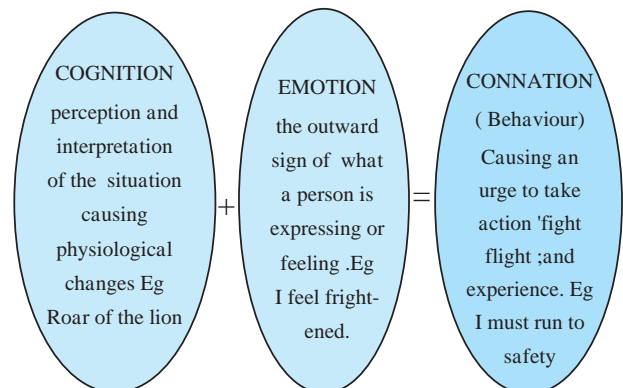 COGNITION
perception and
interpretation
of the situation
causing
physiological
changes Eg
Roar of the lion
+
EMOTION
the outward
sign of what
a person is
expressing or
feeling .Eg
I feel fright-
ened.
=
CONNATION
( Behaviour)
Causing an
urge to take
action 'fight
flight ;and
experience. Eg
I must run to
safety